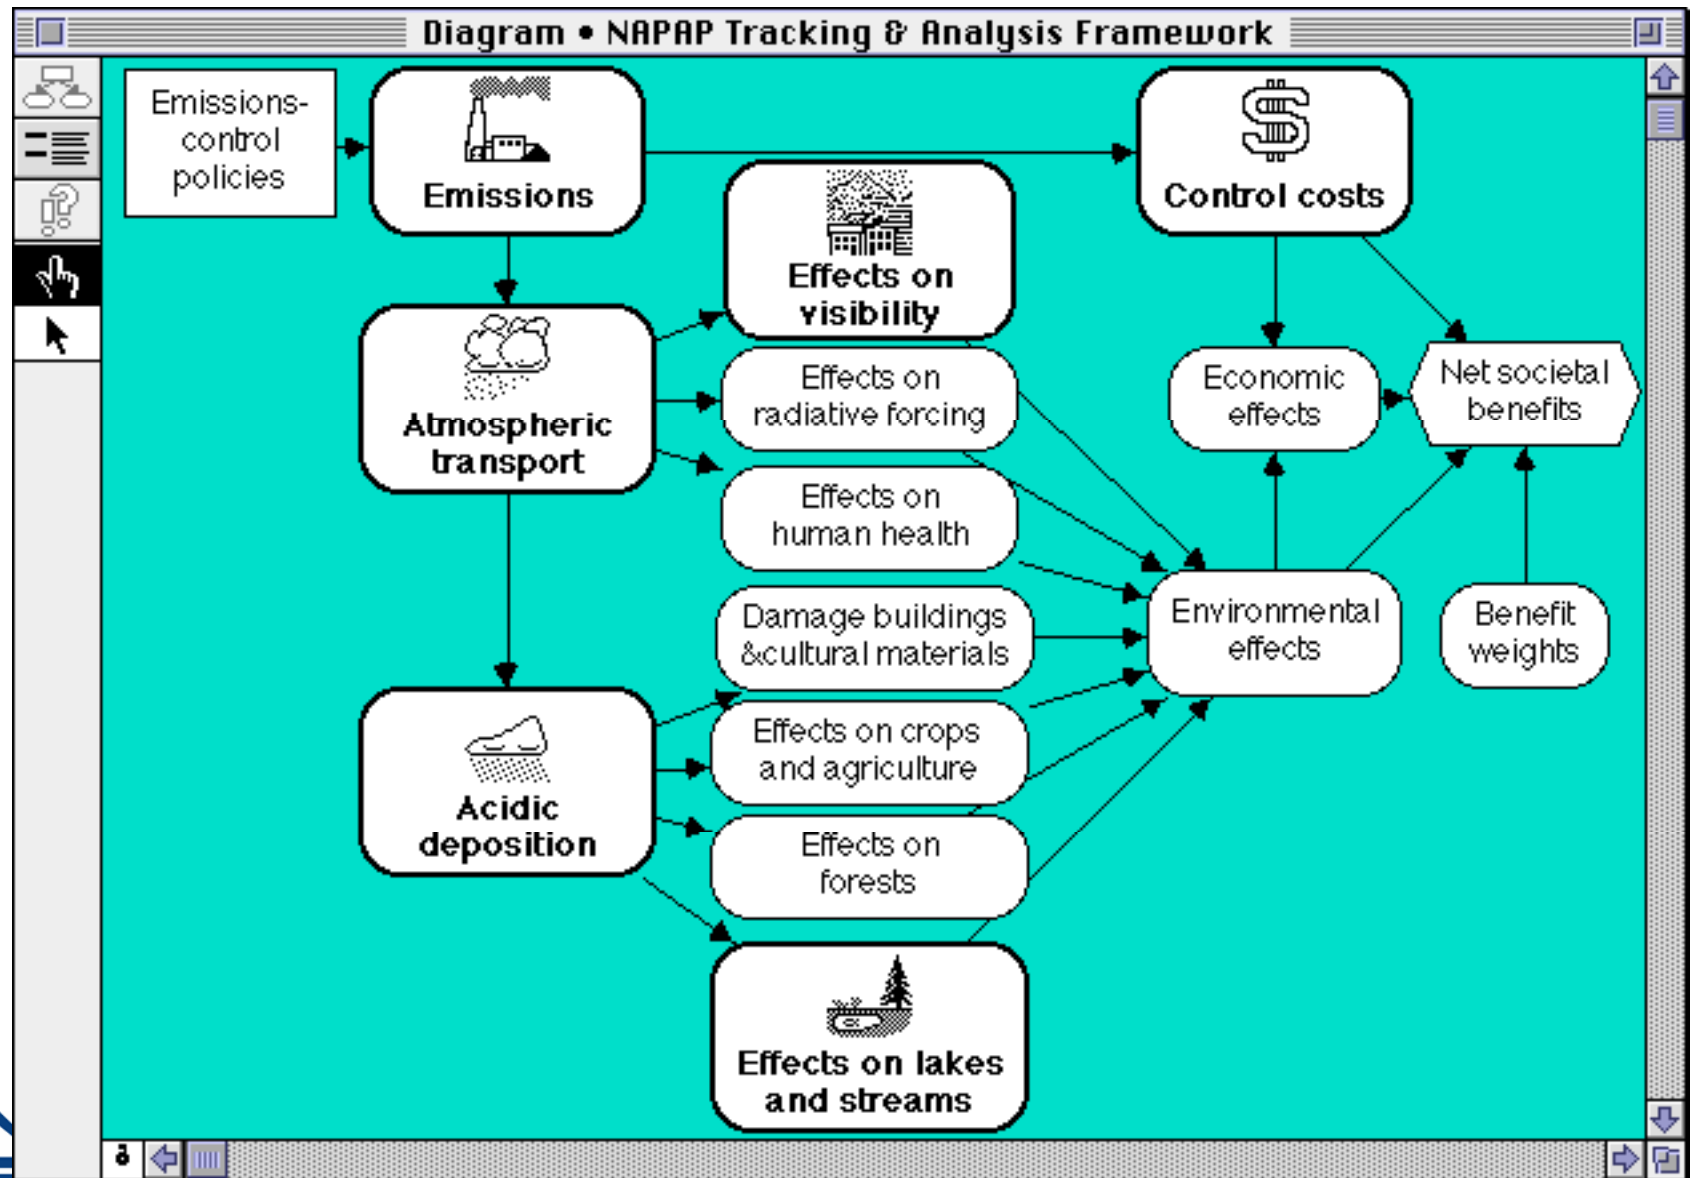 Diagram • NAPAP Tracking & Analysis Framework
Emissions-
control
policies
Emissions
Control costs
Effects on
visibility
Atmospheric
transport
Effects on
radiative forcing
Economic
effects
Net societal
benefits
Effects on
human health
Damage buildings
&cultural materials
Environmental
effects
Benefit
weights
Acidic
deposition
Effects on crops
and agriculture
Effects on
forests
Effects on lakes
and streams